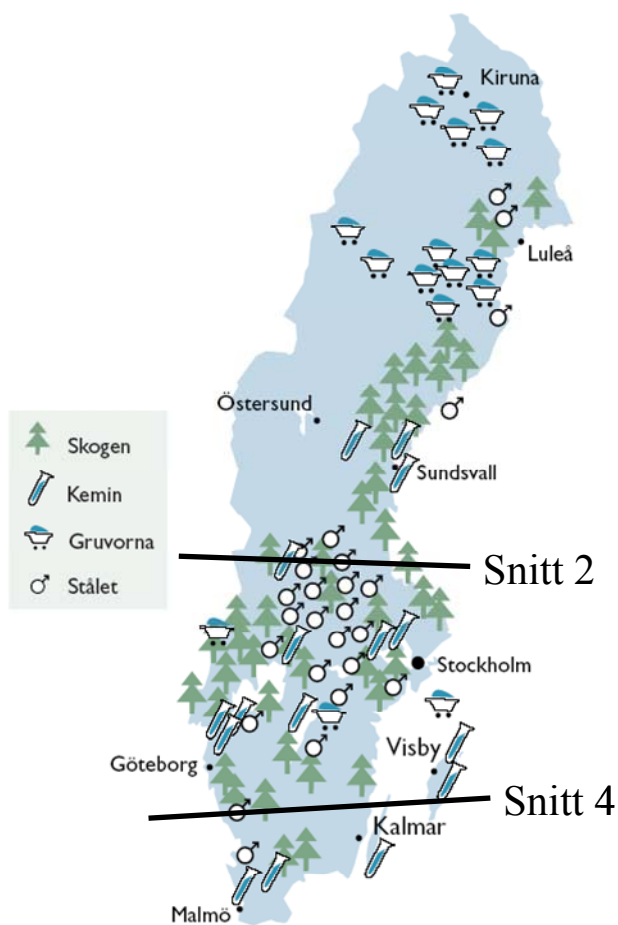 Kiruna
Luleå
Östersund
Skogen
Sundsvall
Kemin
Gruvorna
Snitt 2
Stålet
Stockholm
Visby
Göteborg
Snitt 4
Kalmar
Malmö